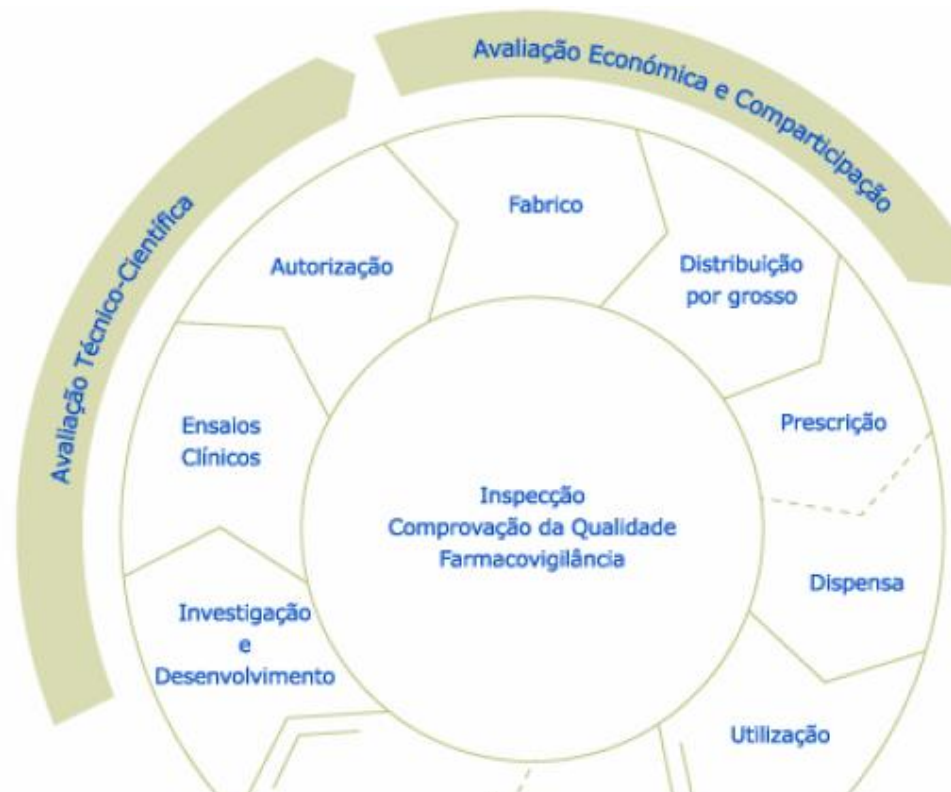 Avaliação Económica e Comparticipação
Avaliação Técnico-Científica
Fabrico
Autorização
Distribuição
por grosso
Ensaios
Clínicos
Prescrição
Inspecção
Comprovação da Qualidade
Farmacovigilância
Dispensa
Investigação
e
Desenvolvimento
Utilização